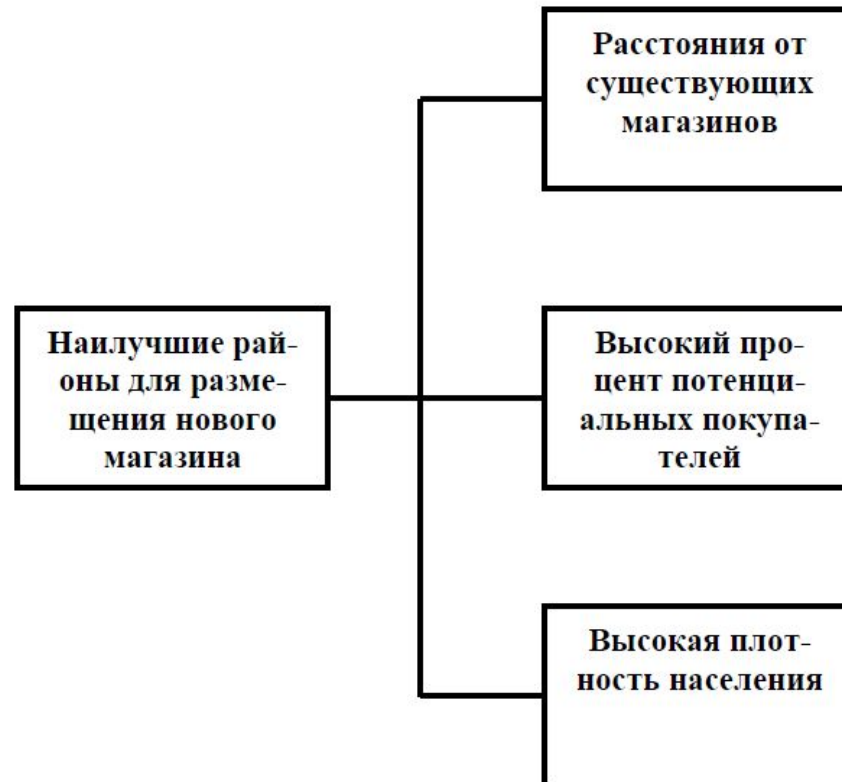 Расстояния от
существующих
магазинов
Наилучшие рай-
оны для разме-
щения нового
магазина
Высокий про-
цент потенци-
альных покупа-
телей
Высокая плот-
ность населения